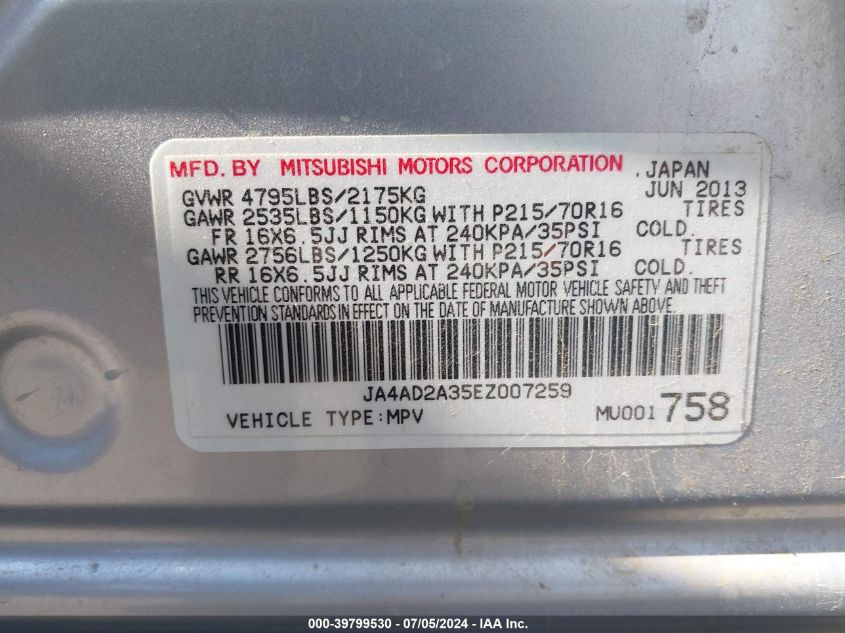 MFD. BY MITSUBISHI MOTORS CORPORATION , JAPAN
GVWR 4795LBS/2175KG JUN 2013
GAWR 2535LBS/1150KG WITH P215/70R16 TIRES
FR 16X6.5JJ RIMS AT 240KPA/35PSI COLD.
GAWR 2756LBS/1250KG WITH P215/70R16 TIRES
RR 16X6.5JJ RIMS AT 240KPA/35PSI COLD.
THIS VEHICLE CONFORMS TO ALL APPLICABLE FEDERAL MOTOR VEHICLE SAFETY AND THEFT
PREVENTION STANDARDS IN EFFECT ON THE DATE OF MANUFACTURE SHOWN ABOVE.
JA4AD2A35EZ007259
VEHICLE TYPE:MPV MU001758
000-39799530 - 07/05/2024 - IAA Inc.